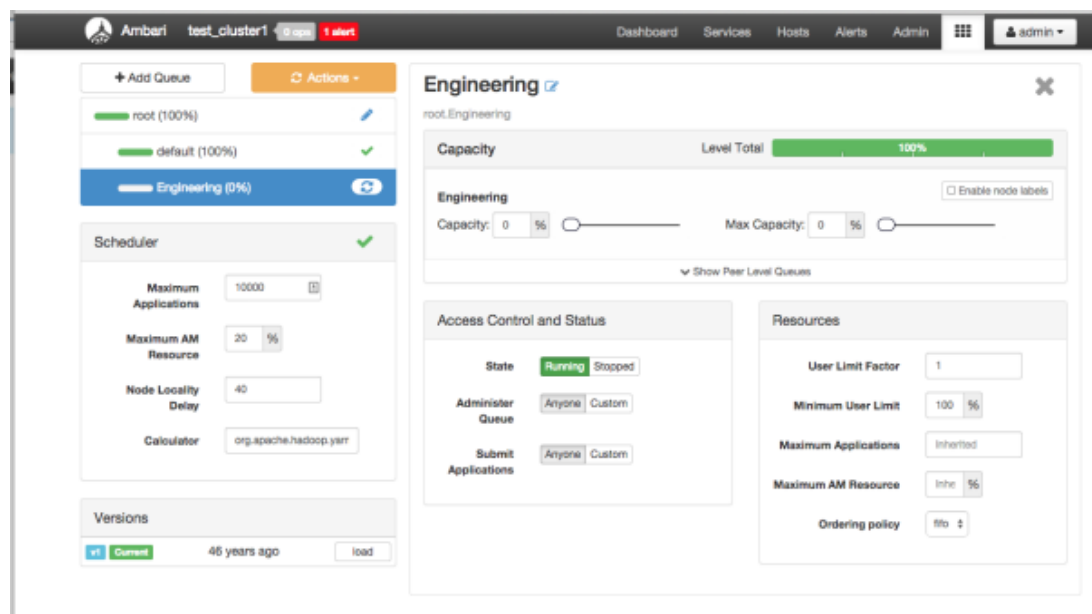 Ambari test_cluster1 0 ops 1 alert Dashboard Services Hosts Alerts Admin admin
+ Add Queue Actions
root (100%)
default (100%)
Engineering (0%)
Scheduler
Maximum Applications 10000
Maximum AM Resource 20 %
Node Locality Delay 40
Calculator org.apache.hadoop.yarr
Versions
v1 Current 46 years ago load
Engineering
root.Engineering
Capacity Level Total 100%
Engineering Enable node labels
Capacity: 0 % Max Capacity: 0 %
Show Peer Level Queues
Access Control and Status
State Running Stopped
Administer Queue Anyone Custom
Submit Applications Anyone Custom
Resources
User Limit Factor 1
Minimum User Limit 100 %
Maximum Applications Inherited
Maximum AM Resource Inhe %
Ordering policy fifo